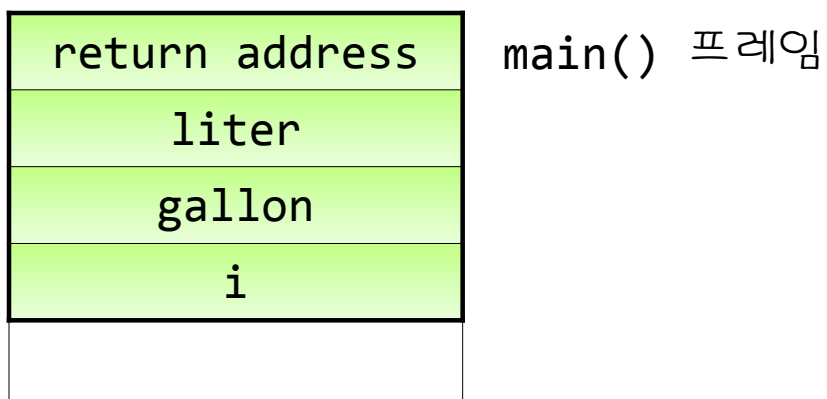 return address main() 프레임
liter
gallon
i